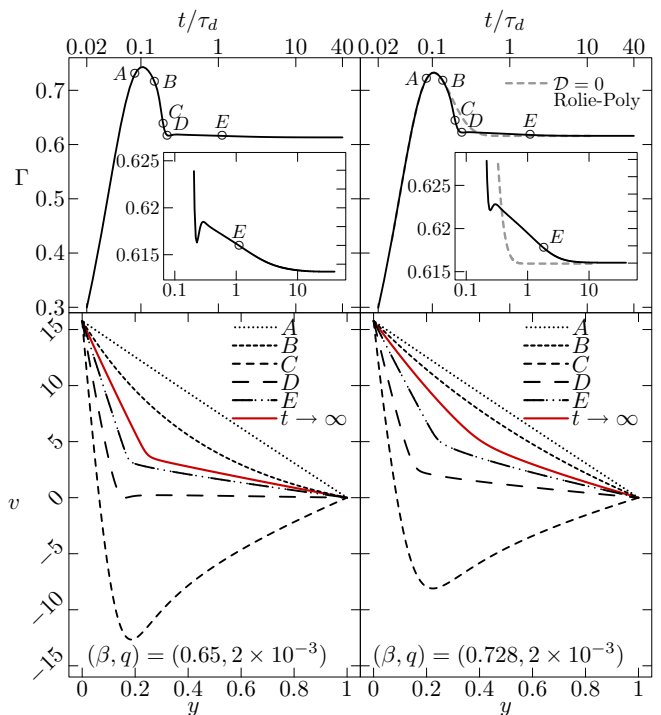 t/τ_d t/τ_d
0.02 0.1 1 10 40 0.02 0.1 1 10 40
0.7 0.6 0.5 0.4 0.3
Γ
A B C D E
0.625 0.62 0.615
E
0.1 1 10
A B C D E
𝒟 = 0
Rolie-Poly
0.625 0.62 0.615
E
0.1 1 10
15 10 5 0 −5 −10 −15
v
A
B
C
D
E
t → ∞
(β, q) = (0.65, 2 × 10⁻³)
0 0.2 0.4 0.6 0.8 1
y
A
B
C
D
E
t → ∞
(β, q) = (0.728, 2 × 10⁻³)
0 0.2 0.4 0.6 0.8 1
y